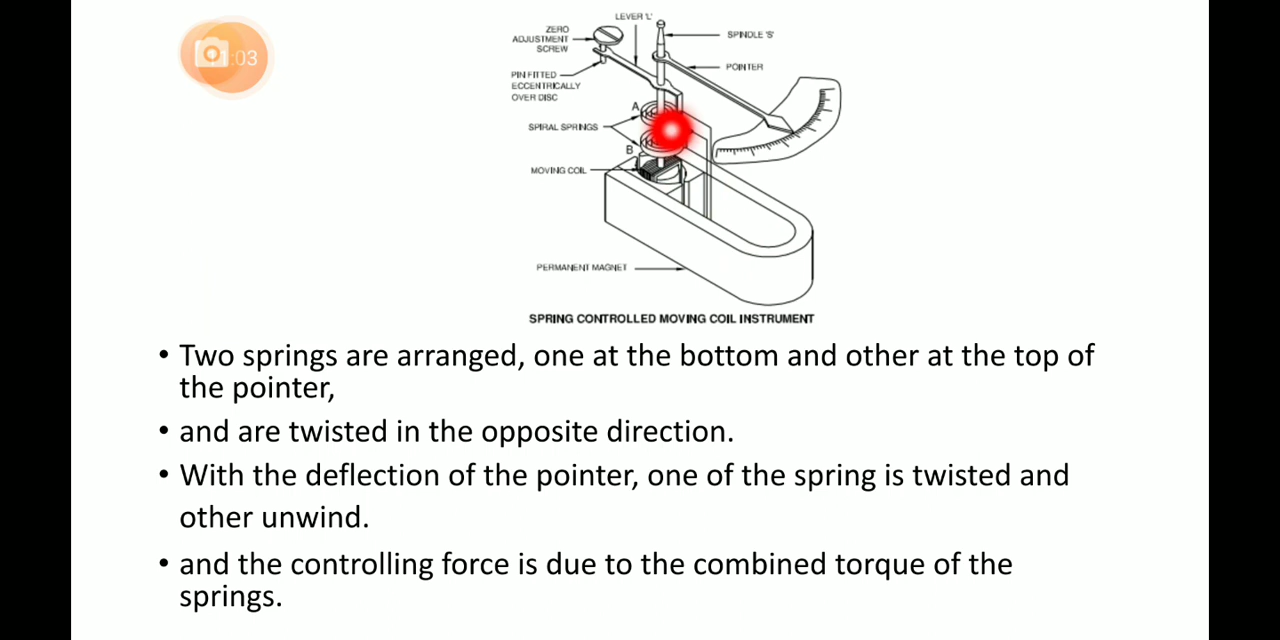 LEVER 'L'
ZERO
ADJUSTMENT
SCREW
SPINDLE 'S'
POINTER
PIN FITTED
ECCENTRICALLY
OVER DISC
A
SPIRAL SPRINGS
B
MOVING COIL
PERMANENT MAGNET
SPRING CONTROLLED MOVING COIL INSTRUMENT
• Two springs are arranged, one at the bottom and other at the top of
the pointer,
• and are twisted in the opposite direction.
• With the deflection of the pointer, one of the spring is twisted and
other unwind.
• and the controlling force is due to the combined torque of the
springs.